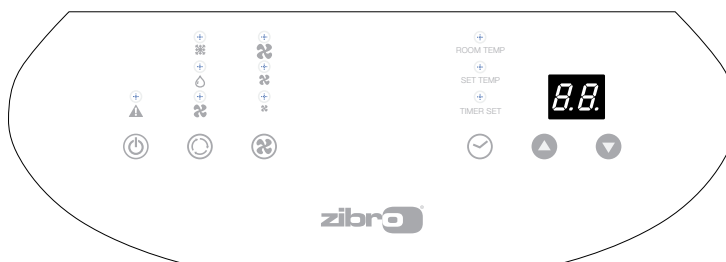 ROOM TEMP
SET TEMP
8.8.
TIMER SET
zibro